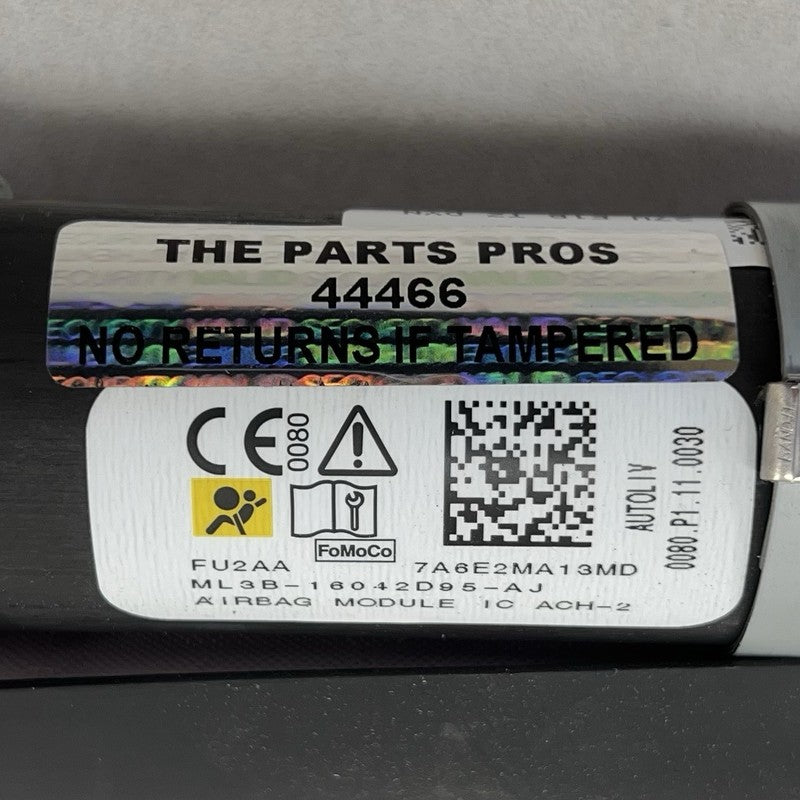 THE PARTS PROS
44466
NO RETURNS IF TAMPERED
CE 0080
FoMoCo
AUTOLIV
0080.P1.11.0030
FU2AA 7A6E2MA13MD
ML3B-16042D95-AJ
AIRBAG MODULE IC ACH-2